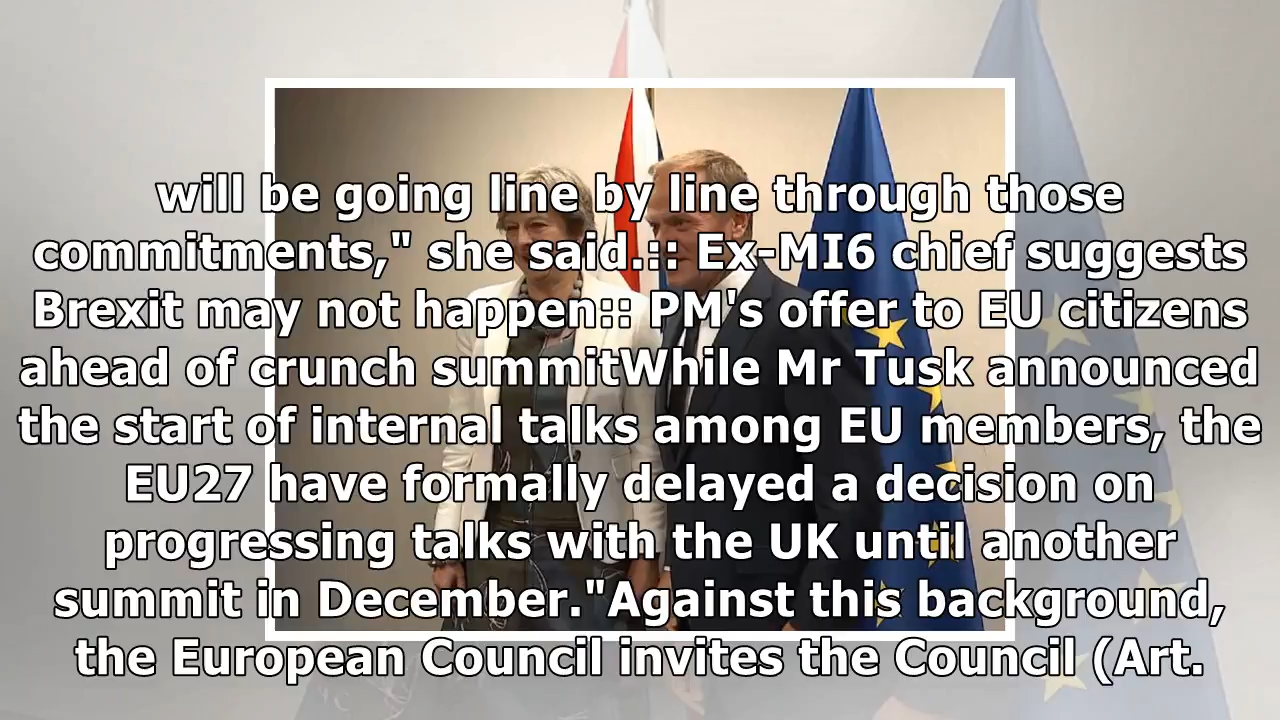 will be going line by line through those
commitments," she said.:: Ex-MI6 chief suggests
Brexit may not happen:: PM's offer to EU citizens
ahead of crunch summitWhile Mr Tusk announced
the start of internal talks among EU members, the
EU27 have formally delayed a decision on
progressing talks with the UK until another
summit in December."Against this background,
the European Council invites the Council (Art.